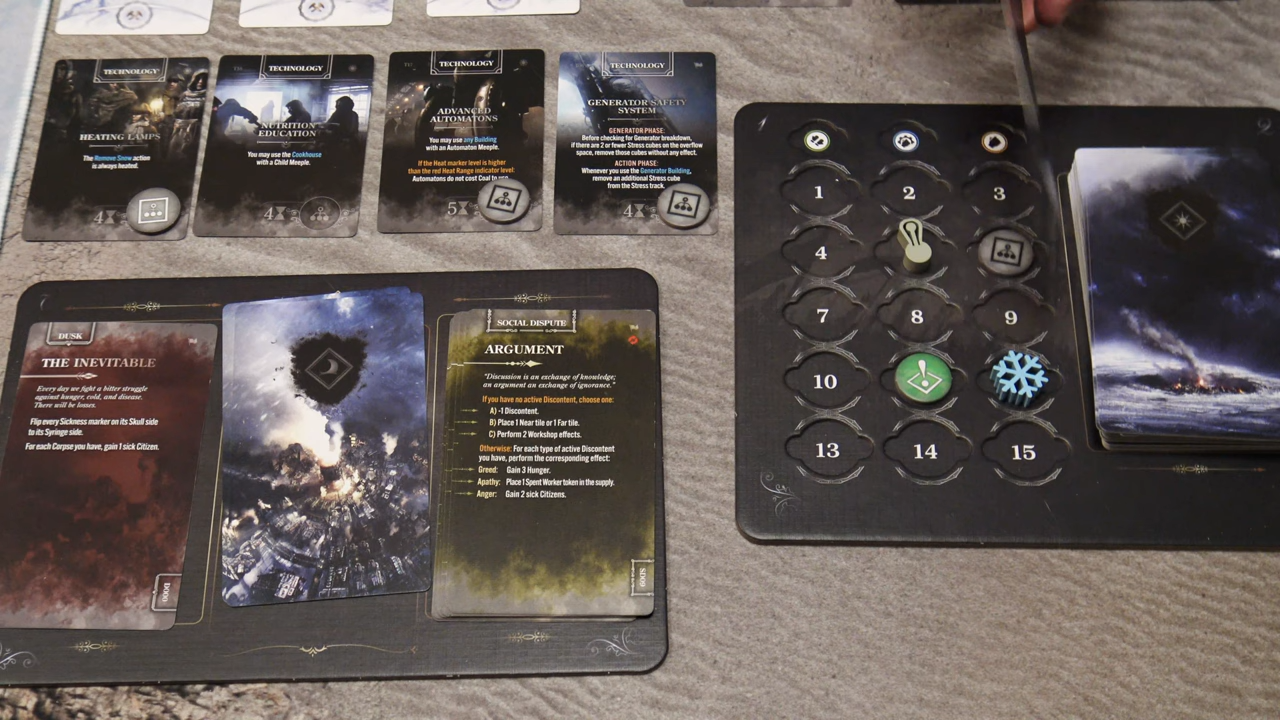 TECHNOLOGY
HEATING LAMPS
The Remove Snow action
is always heated.
4
TECHNOLOGY
NUTRITION
EDUCATION
You may use the Cookhouse
with a Child Meeple.
4
TECHNOLOGY
ADVANCED
AUTOMATONS
You may use any Building
with an Automaton Meeple.
If the Heat marker level is higher
than the red Heat Range indicator level:
Automatons do not cost Coal to
5
TECHNOLOGY
GENERATOR SAFETY
SYSTEM
GENERATOR PHASE:
Before checking for Generator breakdown,
if there are 2 or fewer Stress cubes on the overflow
space, remove those cubes without any effect.
ACTION PHASE:
Whenever you use the Generator Building,
remove an additional Stress cube
from the Stress track.
4
1 2 3
4
7 8 9
10
13 14 15
DUSK
THE INEVITABLE
Every day we fight a bitter struggle
against hunger, cold, and disease.
There will be losses.
Flip every Sickness marker on its Skull side
to its Syringe side.
For each Corpse you have, gain 1 sick Citizen.
SOCIAL DISPUTE
ARGUMENT
"Discussion is an exchange of knowledge;
an argument an exchange of ignorance."
If you have no active Discontent, choose one:
A) -1 Discontent.
B) Place 1 Near tile or 1 Far tile.
C) Perform 2 Workshop effects.
Otherwise: For each type of active Discontent
you have, perform the corresponding effect:
Greed: Gain 3 Hunger.
Apathy: Place 1 Spent Worker token in the supply.
Anger: Gain 2 sick Citizens.
SD09